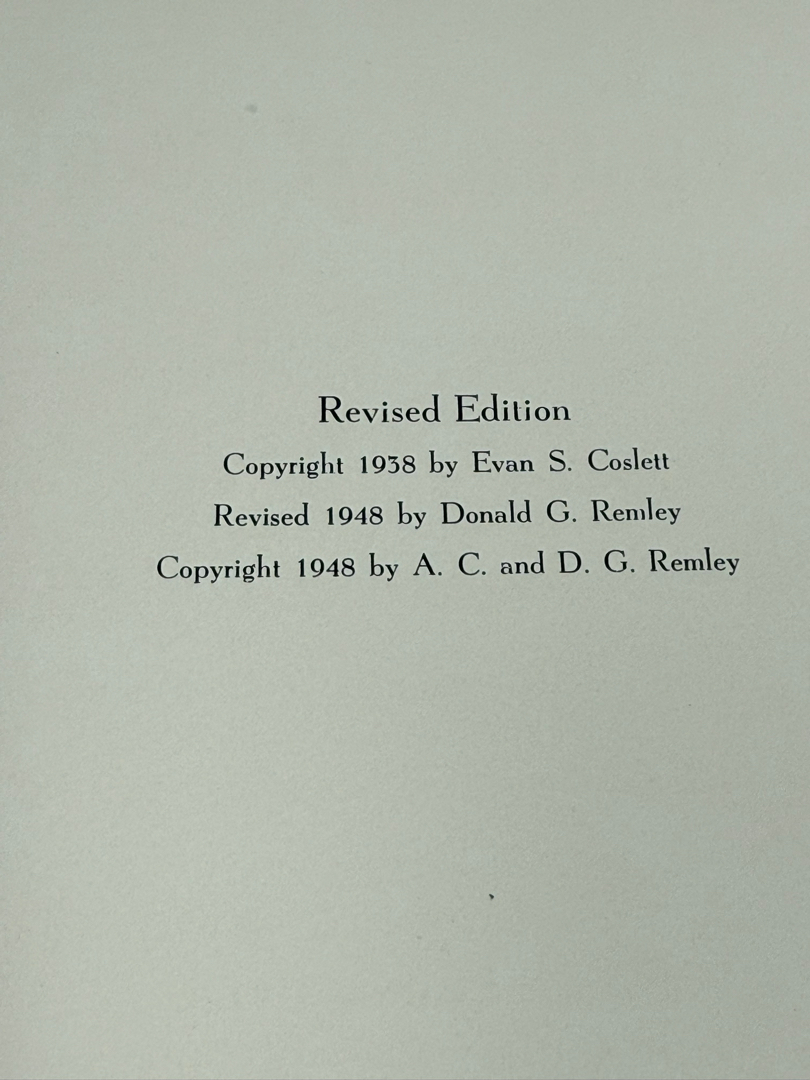 Revised Edition
Copyright 1938 by Evan S. Coslett
Revised 1948 by Donald G. Remley
Copyright 1948 by A. C. and D. G. Remley